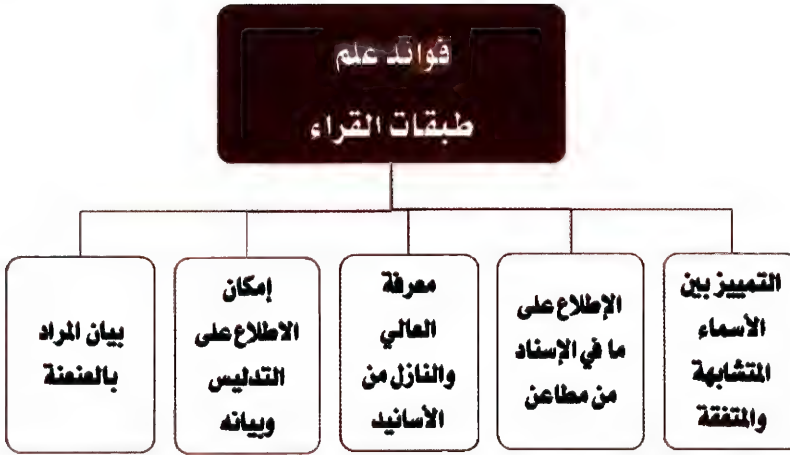 فوائد علم
طبقات القراء
التمييز بين
الأسماء
المتشابهة
والمتفقة
الإطلاع على
ما في الإسناد
من مطاعن
معرفة
العالي
والنازل من
الأسانيد
إمكان
الاطلاع على
التدليس
وبيانه
بيان المراد
بالعنعنة